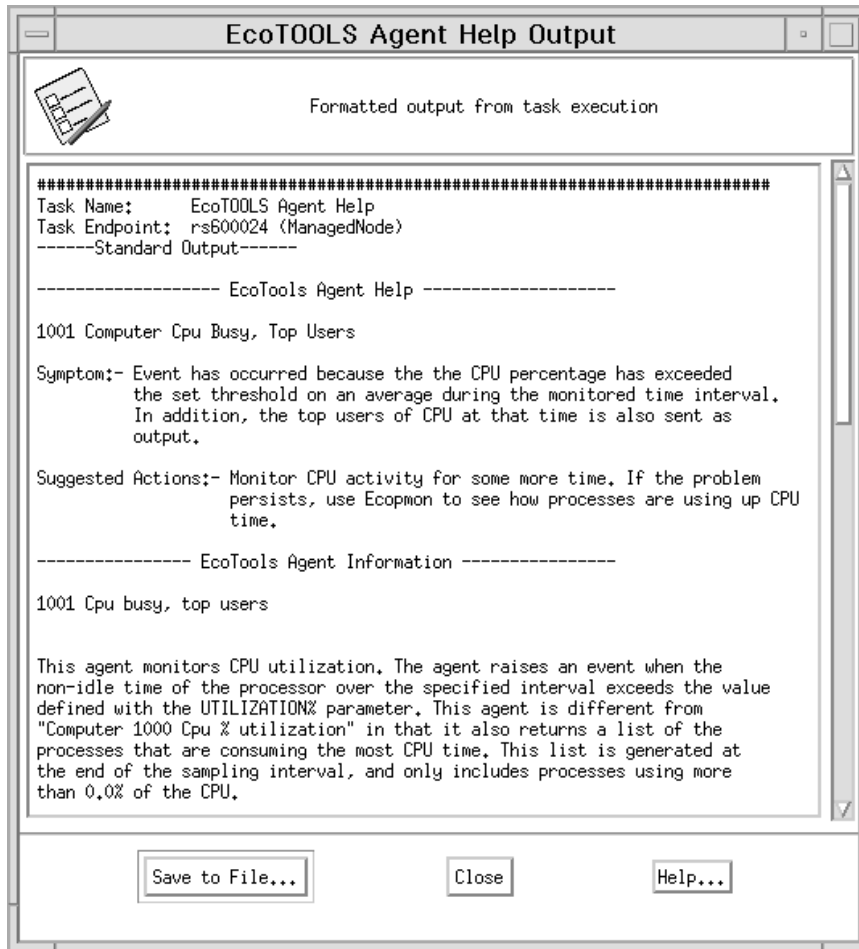 EcoTOOLS Agent Help Output
Formatted output from task execution
############################################################################
Task Name:      EcoTOOLS Agent Help
Task Endpoint:  rs600024 (ManagedNode)
------Standard Output------
------------------- EcoTools Agent Help --------------------
1001 Computer Cpu Busy, Top Users
Symptom:- Event has occurred because the the CPU percentage has exceeded
the set threshold on an average during the monitored time interval.
In addition, the top users of CPU at that time is also sent as
output.
Suggested Actions:- Monitor CPU activity for some more time. If the problem
persists, use Ecopmon to see how processes are using up CPU
time.
---------------- EcoTools Agent Information ----------------
1001 Cpu busy, top users
This agent monitors CPU utilization. The agent raises an event when the
non-idle time of the processor over the specified interval exceeds the value
defined with the UTILIZATION% parameter. This agent is different from
"Computer 1000 Cpu % utilization" in that it also returns a list of the
processes that are consuming the most CPU time. This list is generated at
the end of the sampling interval, and only includes processes using more
than 0.0% of the CPU.
Save to File...
Close
Help...